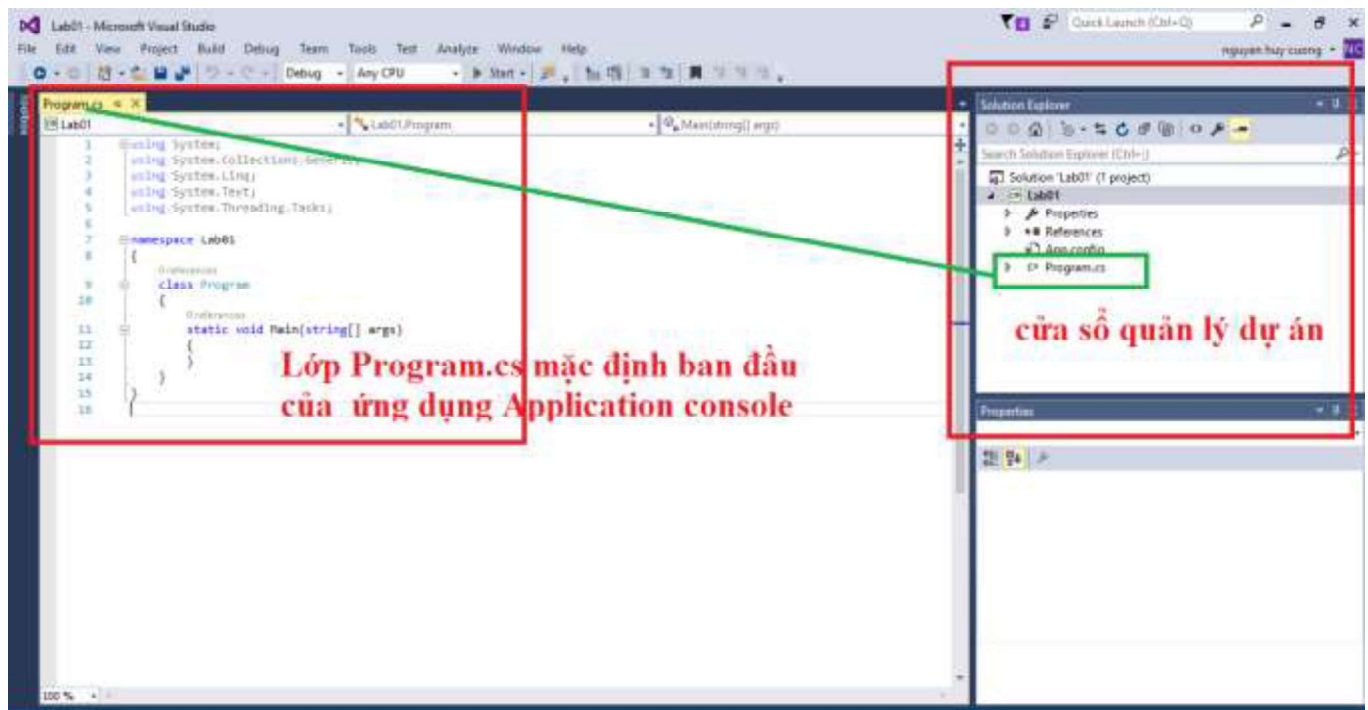 Lab01 - Microsoft Visual Studio
Quick Launch (Ctrl+Q)
File Edit View Project Build Debug Team Tools Test Analyze Window Help
nguyen huy cuong
NC
Debug Any CPU Start
Toolbox
Program.cs
Lab01 Lab01.Program Main(string[] args)
1 using System;
2 using System.Collections.Generic;
3 using System.Linq;
4 using System.Text;
5 using System.Threading.Tasks;
6
7 namespace Lab01
8 {
0 references
9 class Program
10 {
0 references
11 static void Main(string[] args)
12 {
13 }
14 }
15 }
16
Lớp Program.cs mặc định ban đầu
của ứng dụng Application console
100 %
Solution Explorer
Search Solution Explorer (Ctrl+;)
Solution 'Lab01' (1 project)
Lab01
Properties
References
App.config
C# Program.cs
cửa sổ quản lý dự án
Properties